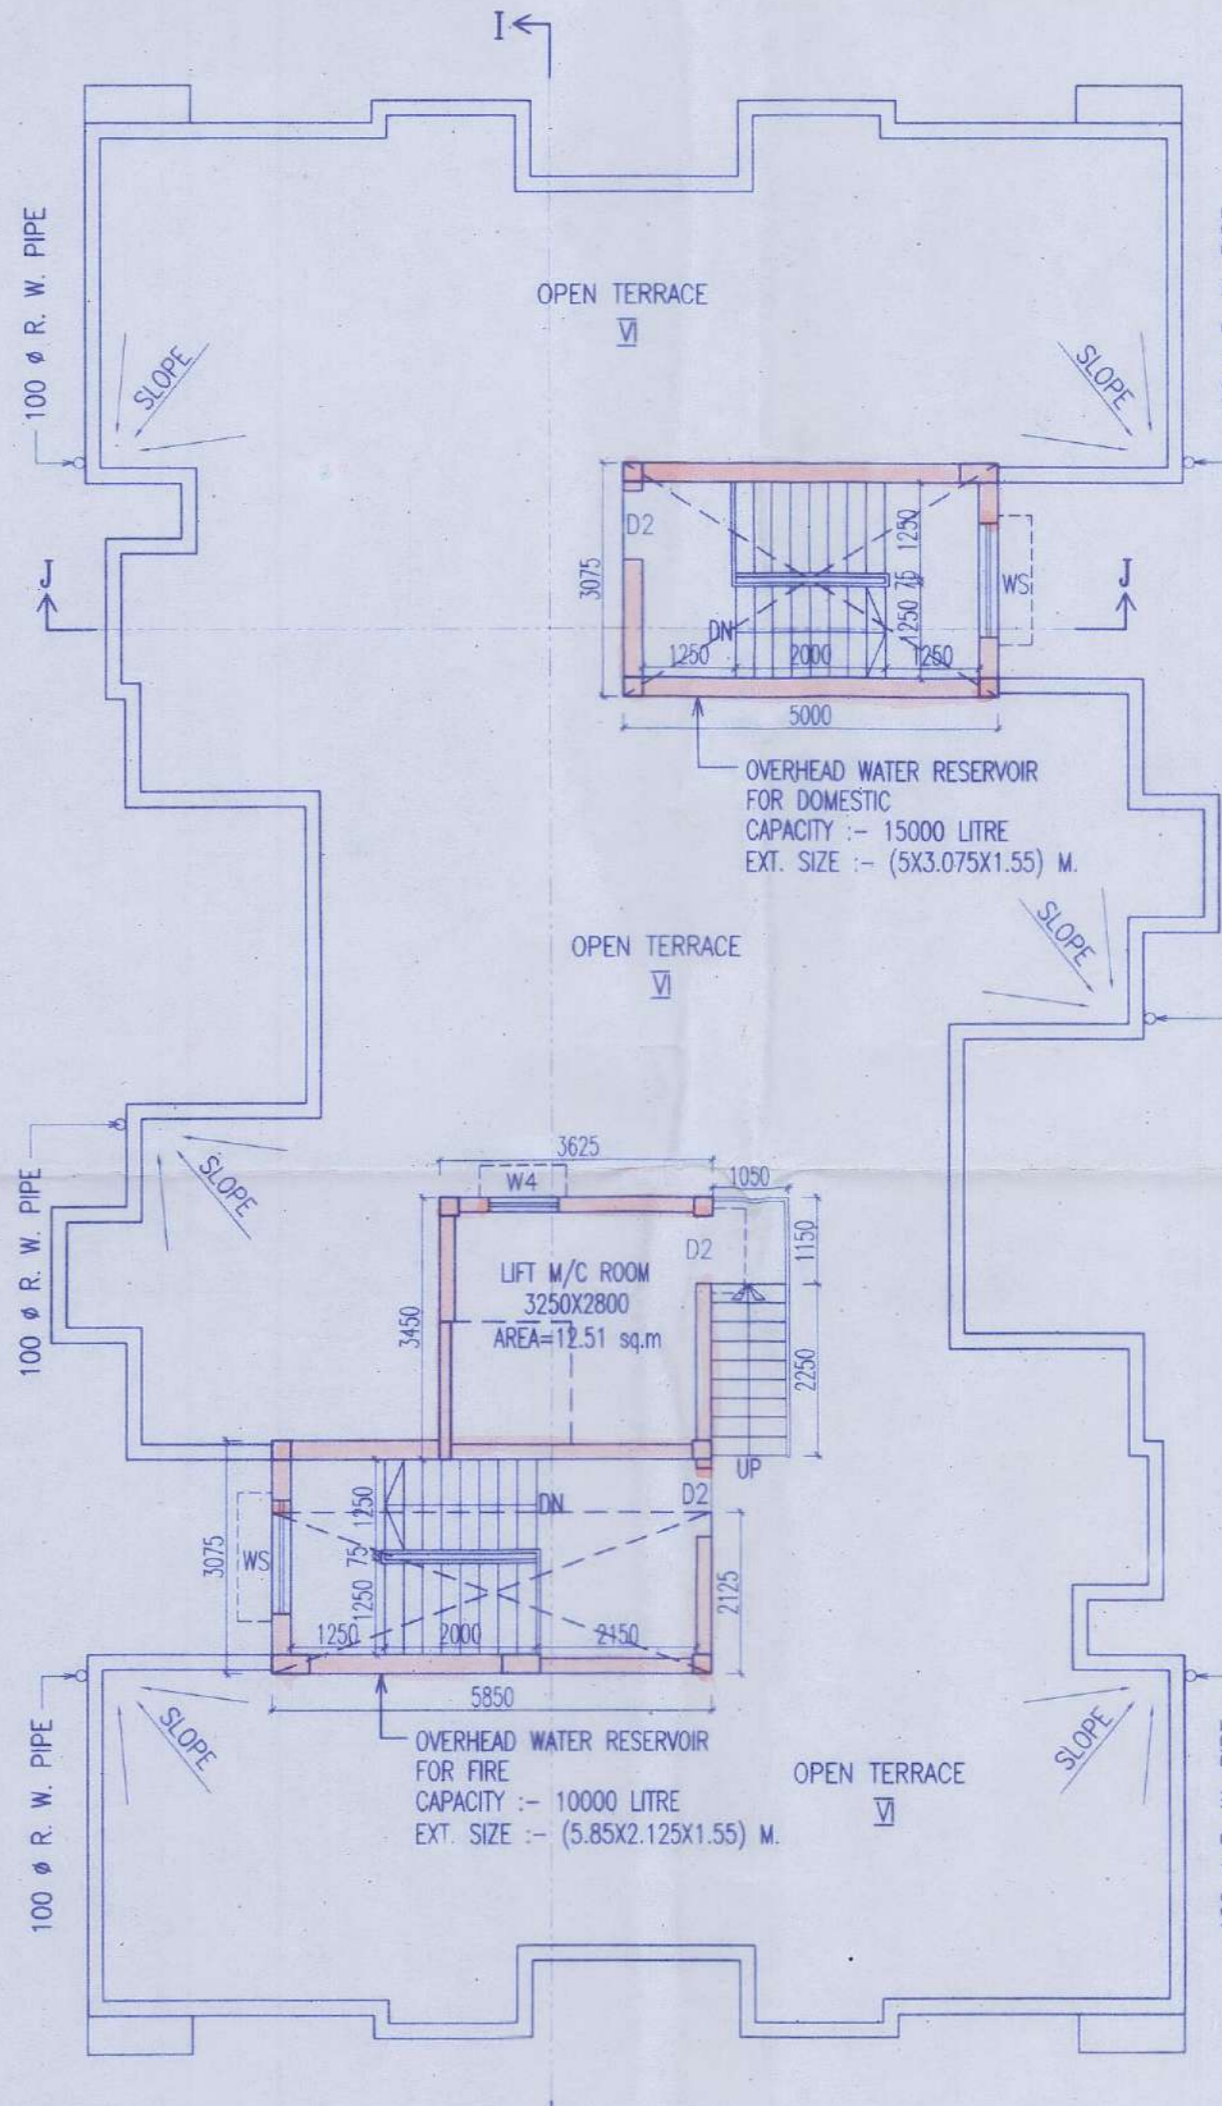 I
100 ø R. W. PIPE
OPEN TERRACE
VI
SLOPE
SLOPE
D2
1250
75
1250
3075
WS
DN
1250
2000
1250
J
J
5000
OVERHEAD WATER RESERVOIR
FOR DOMESTIC
CAPACITY :- 15000 LITRE
EXT. SIZE :- (5X3.075X1.55) M.
SLOPE
OPEN TERRACE
VI
3625
1050
W4
SLOPE
100 ø R. W. PIPE
D2
1150
LIFT M/C ROOM
3250X2800
AREA=12.51 sq.m
3450
2250
UP
D2
DN
1250
75
1250
3075
WS
2125
1250
2000
2150
5850
SLOPE
100 ø R. W. PIPE
OVERHEAD WATER RESERVOIR
FOR FIRE
CAPACITY :- 10000 LITRE
EXT. SIZE :- (5.85X2.125X1.55) M.
OPEN TERRACE
VI
SLOPE